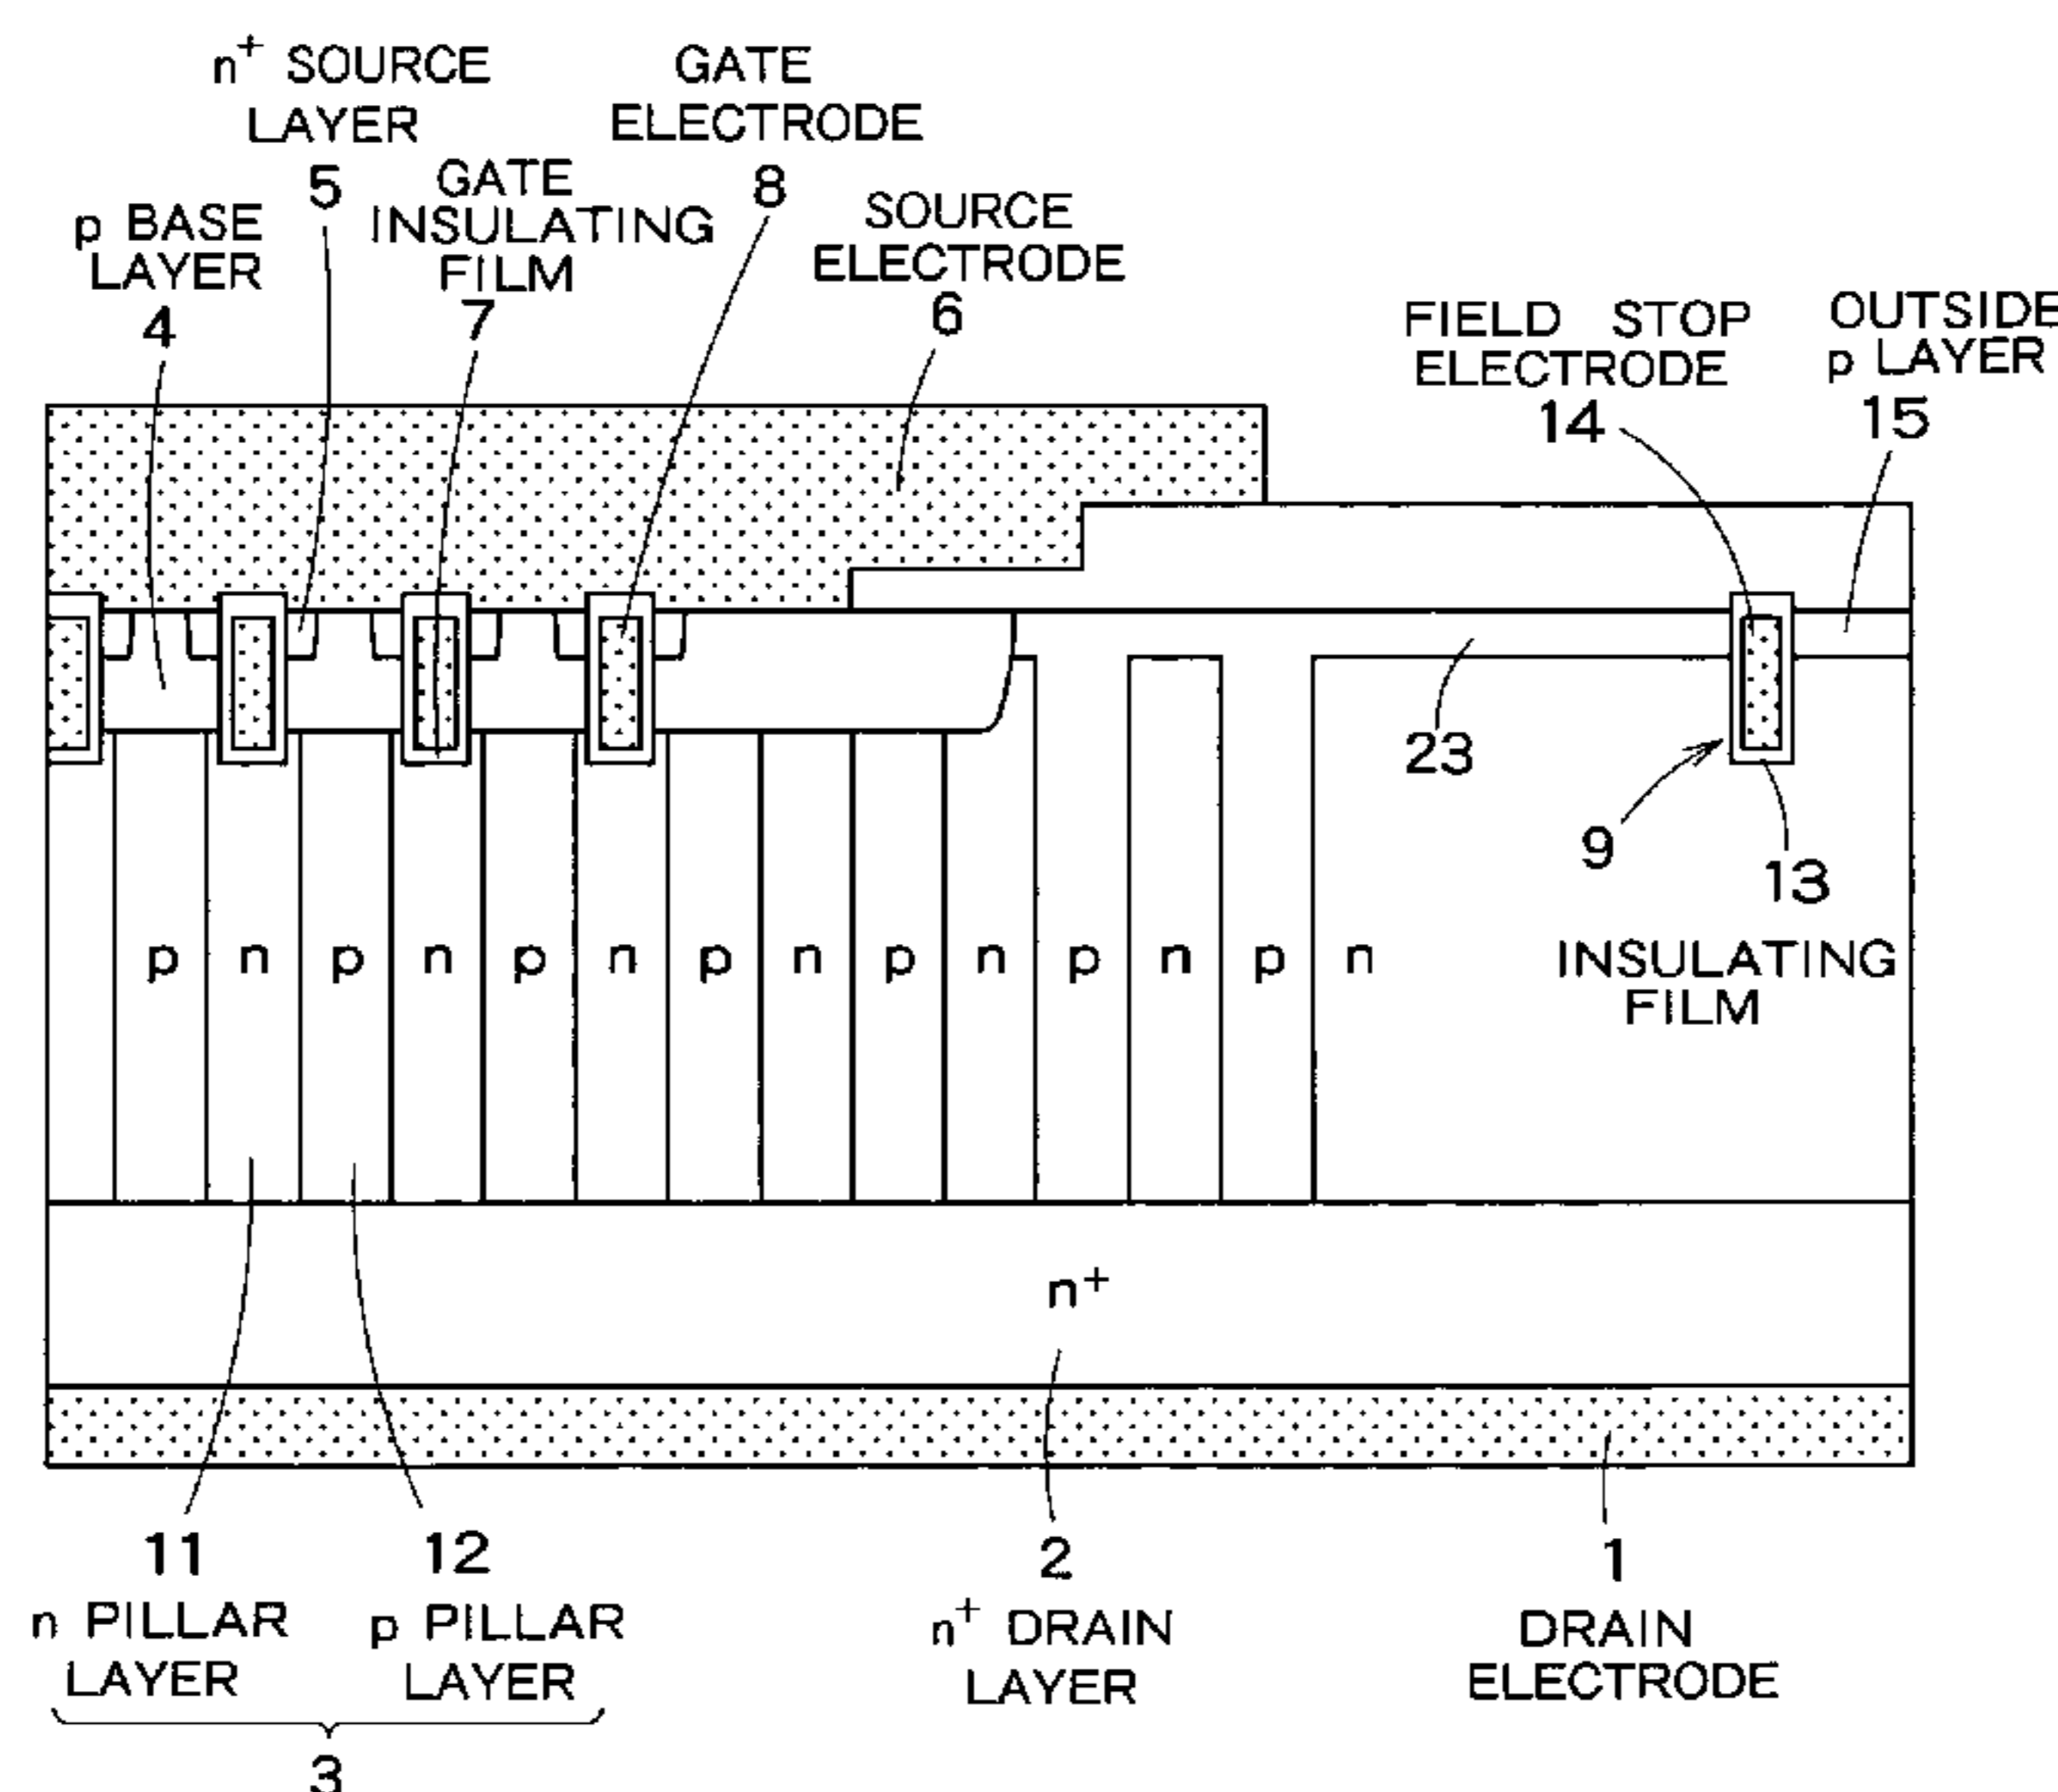 n+ SOURCE
LAYER
5
GATE
ELECTRODE
8
p BASE
LAYER
4
GATE
INSULATING
FILM
7
SOURCE
ELECTRODE
6
FIELD STOP
ELECTRODE
14
OUTSIDE
p LAYER
15
23
9
13
INSULATING
FILM
p n p n p n p n p n p n p n
n+
11
n PILLAR
LAYER
12
p PILLAR
LAYER
3
2
n+ DRAIN
LAYER
1
DRAIN
ELECTRODE